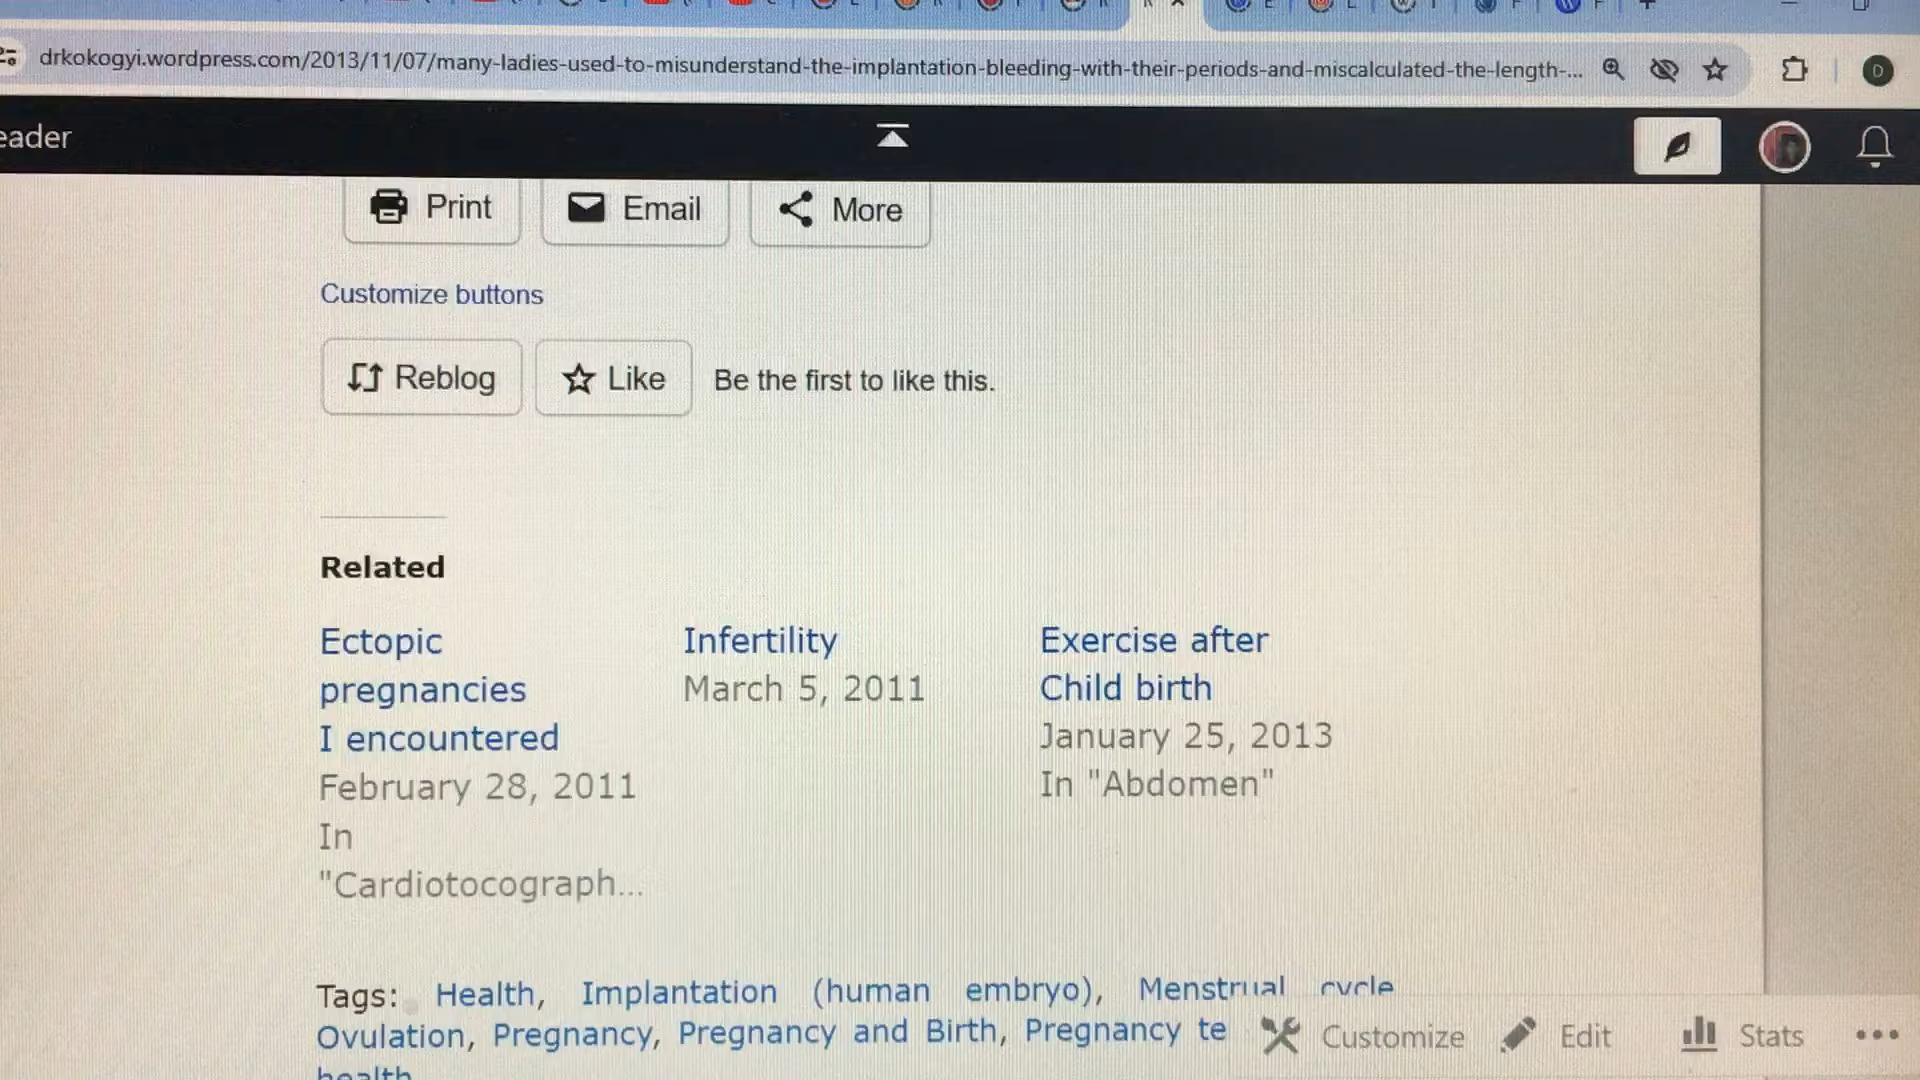 drkokogyi.wordpress.com/2013/11/07/many-ladies-used-to-misunderstand-the-implantation-bleeding-with-their-periods-and-miscalculated-the-length-...
D
eader
Print Email More
Customize buttons
Reblog Like Be the first to like this.
Related
Ectopic
pregnancies
I encountered
February 28, 2011
In
"Cardiotocograph...
Infertility
March 5, 2011
Exercise after
Child birth
January 25, 2013
In "Abdomen"
Tags: Health, Implantation (human embryo), Menstrual cycle
Ovulation, Pregnancy, Pregnancy and Birth, Pregnancy te
health
Customize Edit Stats